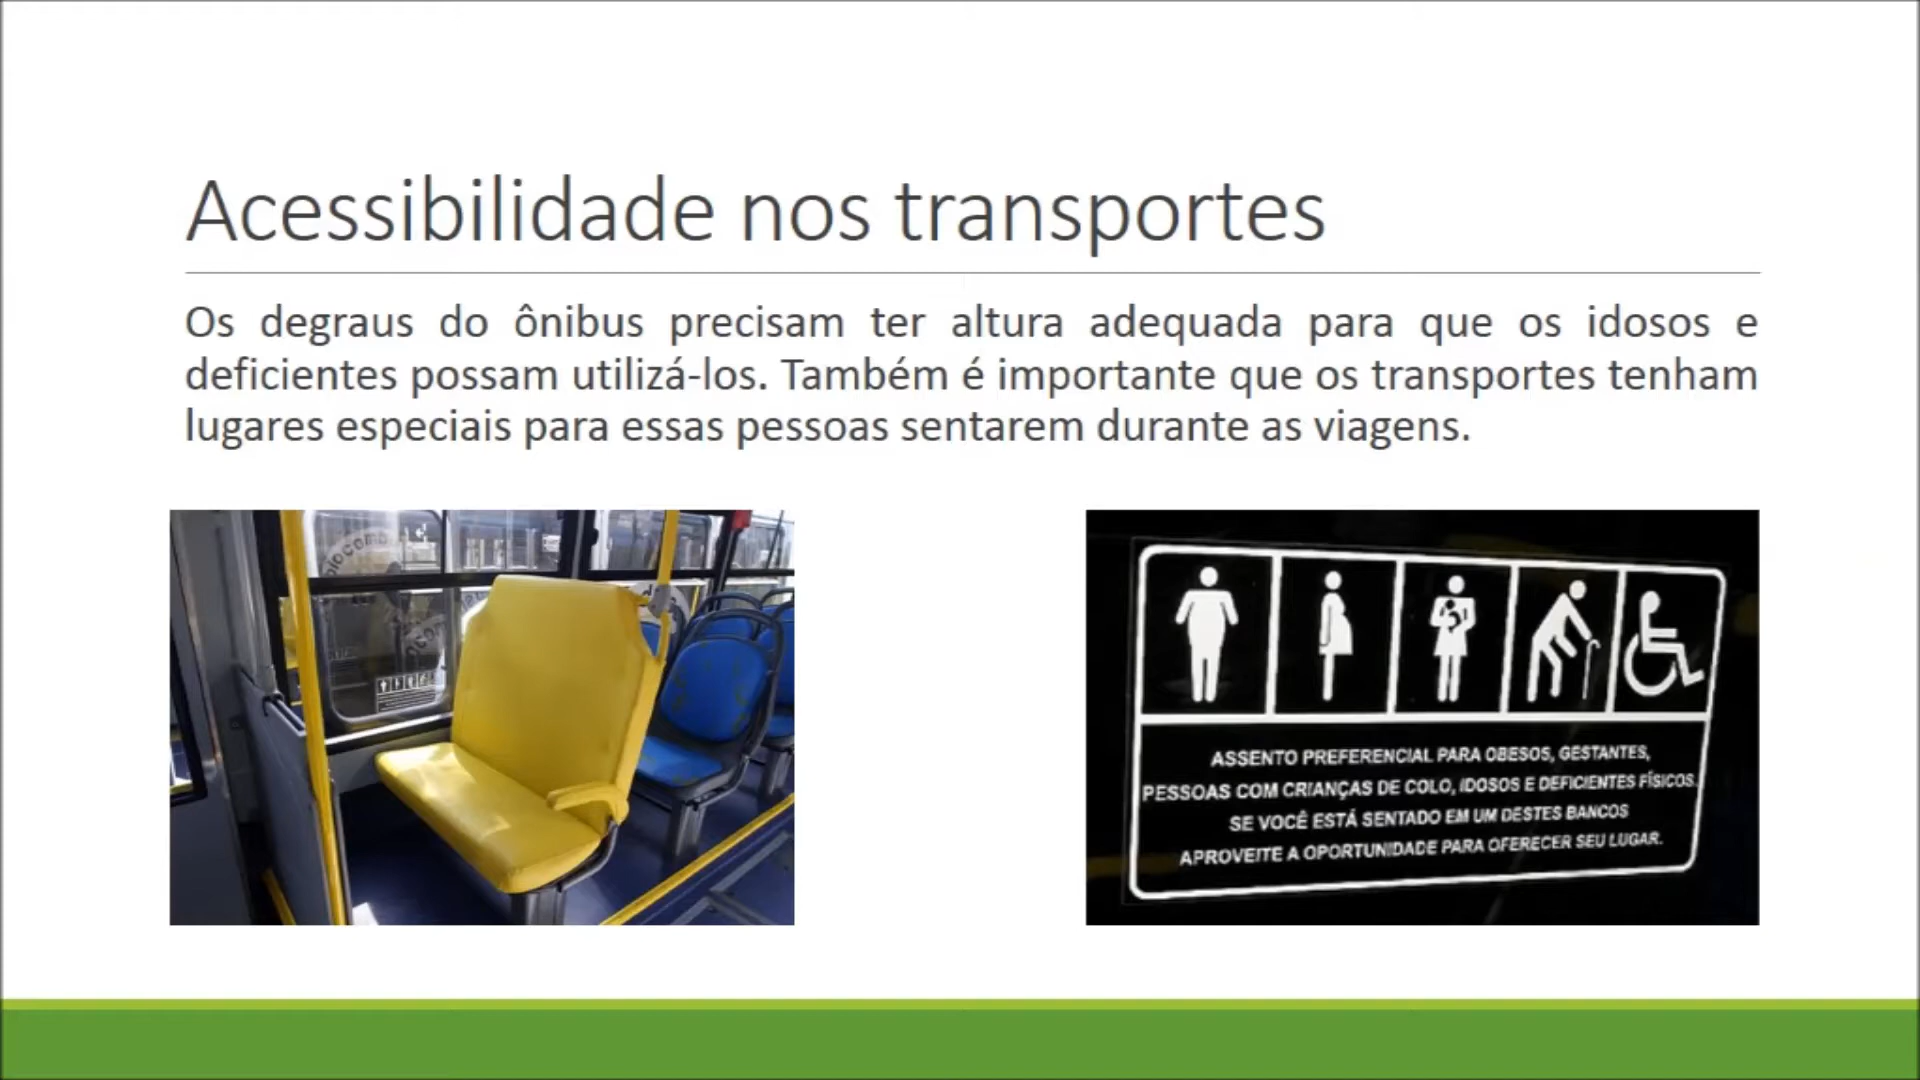 Acessibilidade nos transportes
Os degraus do ônibus precisam ter altura adequada para que os idosos e
deficientes possam utilizá-los. Também é importante que os transportes tenham
lugares especiais para essas pessoas sentarem durante as viagens.
ASSENTO PREFERENCIAL PARA OBESOS, GESTANTES,
PESSOAS COM CRIANÇAS DE COLO, IDOSOS E DEFICIENTES FÍSICOS.
SE VOCÊ ESTÁ SENTADO EM UM DESTES BANCOS
APROVEITE A OPORTUNIDADE PARA OFERECER SEU LUGAR.